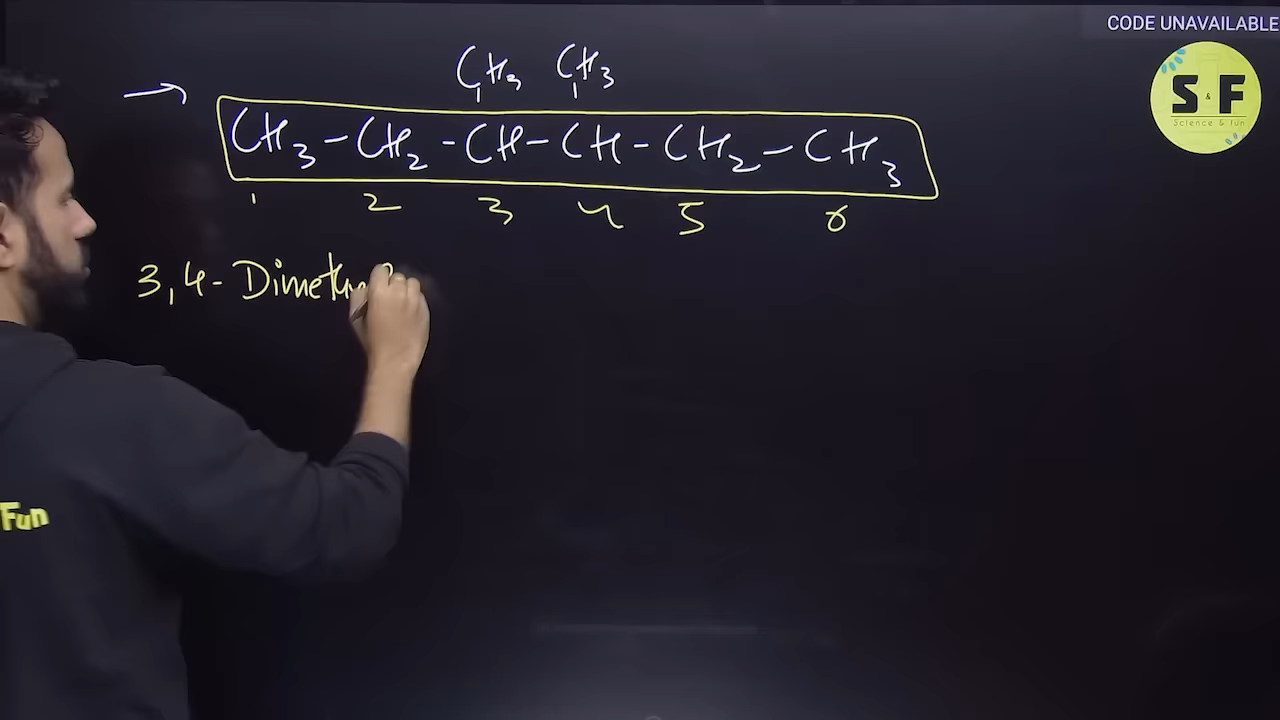 CODE UNAVAILABLE
S & F
Science & fun
CH3 CH3
→ CH3 - CH2 - CH - CH - CH2 - CH3
1 2 3 4 5 6
3,4- Dimeth
Fun